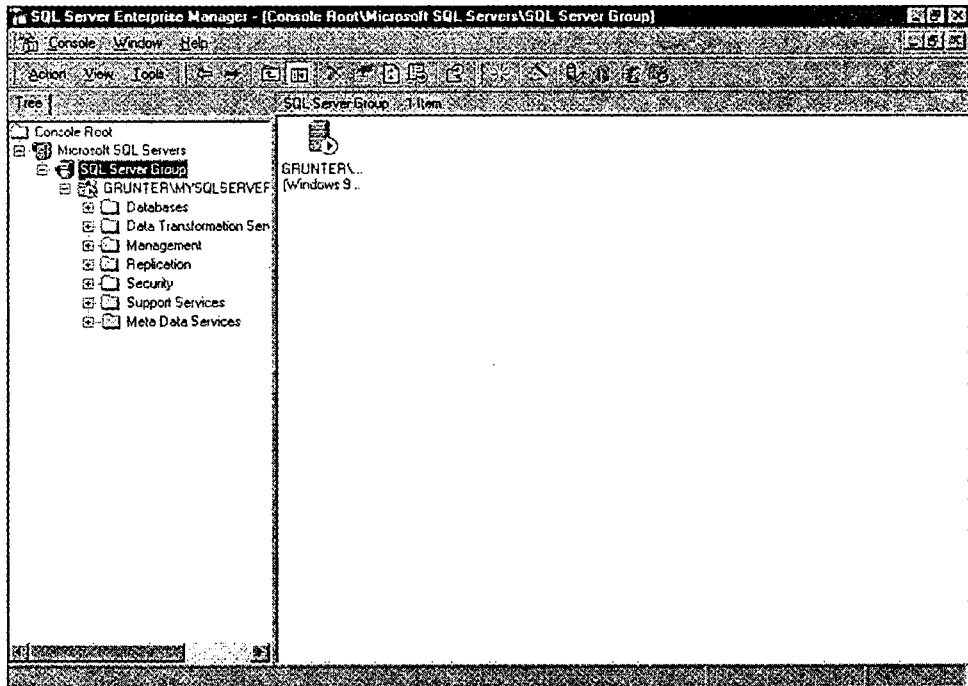 SQL Server Enterprise Manager - [Console Root\Microsoft SQL Servers\SQL Server Group]
Console Window Help
Action View Tools
Tree
SQL Server Group 1 Item
Console Root
Microsoft SQL Servers
SQL Server Group
GRUNTER\MYSQLSERVER
Databases
Data Transformation Ser
Management
Replication
Security
Support Services
Meta Data Services
GRUNTER\...
(Windows 9...